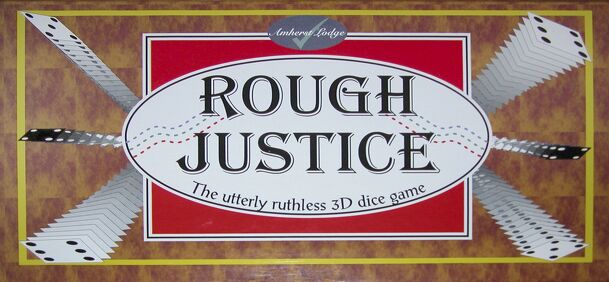 Amherst Lodge
ROUGH
JUSTICE
The utterly ruthless 3D dice game